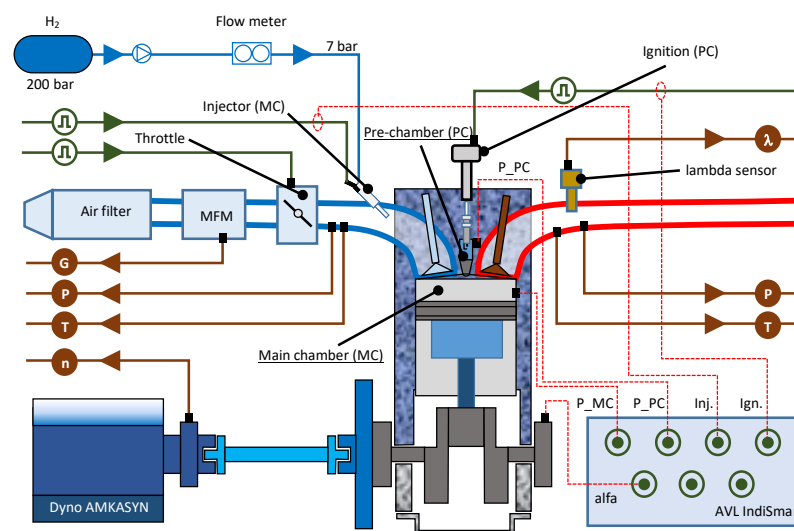 H₂
Flow meter
7 bar
200 bar
Ignition (PC)
Injector (MC)
Pre-chamber (PC)
Throttle
P_PC
λ
lambda sensor
Air filter
MFM
G
P
T
n
P
T
Main chamber (MC)
P_MC
P_PC
Inj.
Ign.
alfa
AVL IndiSma
Dyno AMKASYN